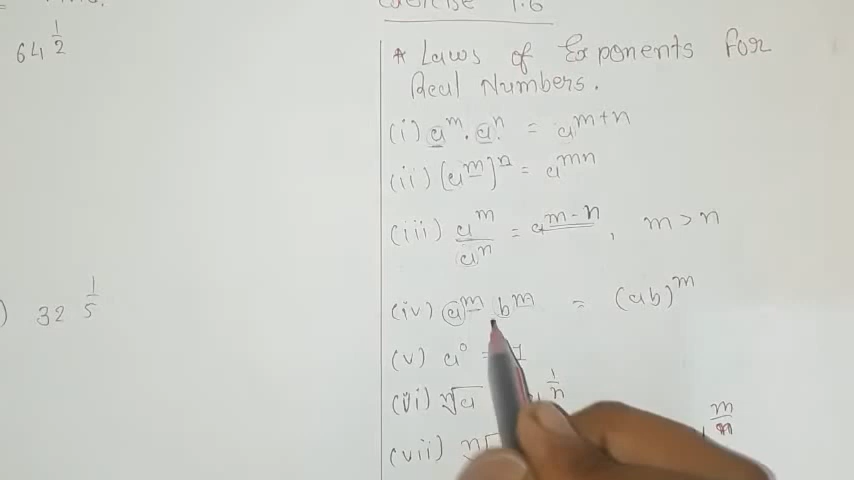 Exercise 1.6
64^{1/2}
* Laws of Exponents for
Real Numbers.
(i) a^m . a^n = a^{m+n}
(ii) (a^m)^n = a^{mn}
(iii) a^m / a^n = a^{m-n}, m > n
(iv) a^m b^m = (ab)^m
) 32^{1/5}
(v) a^0 = 1
(vi) ⁿ√a 1/n
(vii) n√ m/n